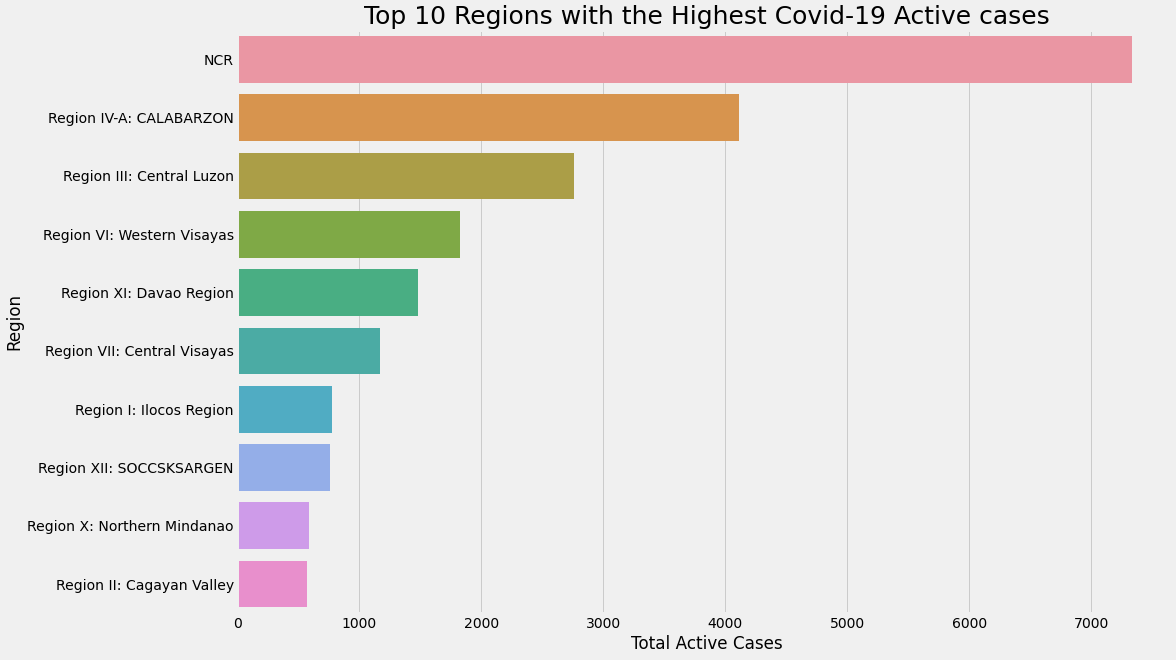 Top 10 Regions with the Highest Covid-19 Active cases
NCR
Region IV-A: CALABARZON
Region III: Central Luzon
Region VI: Western Visayas
Region XI: Davao Region
Region VII: Central Visayas
Region I: Ilocos Region
Region XII: SOCCSKSARGEN
Region X: Northern Mindanao
Region II: Cagayan Valley
Region
0 1000 2000 3000 4000 5000 6000 7000
Total Active Cases